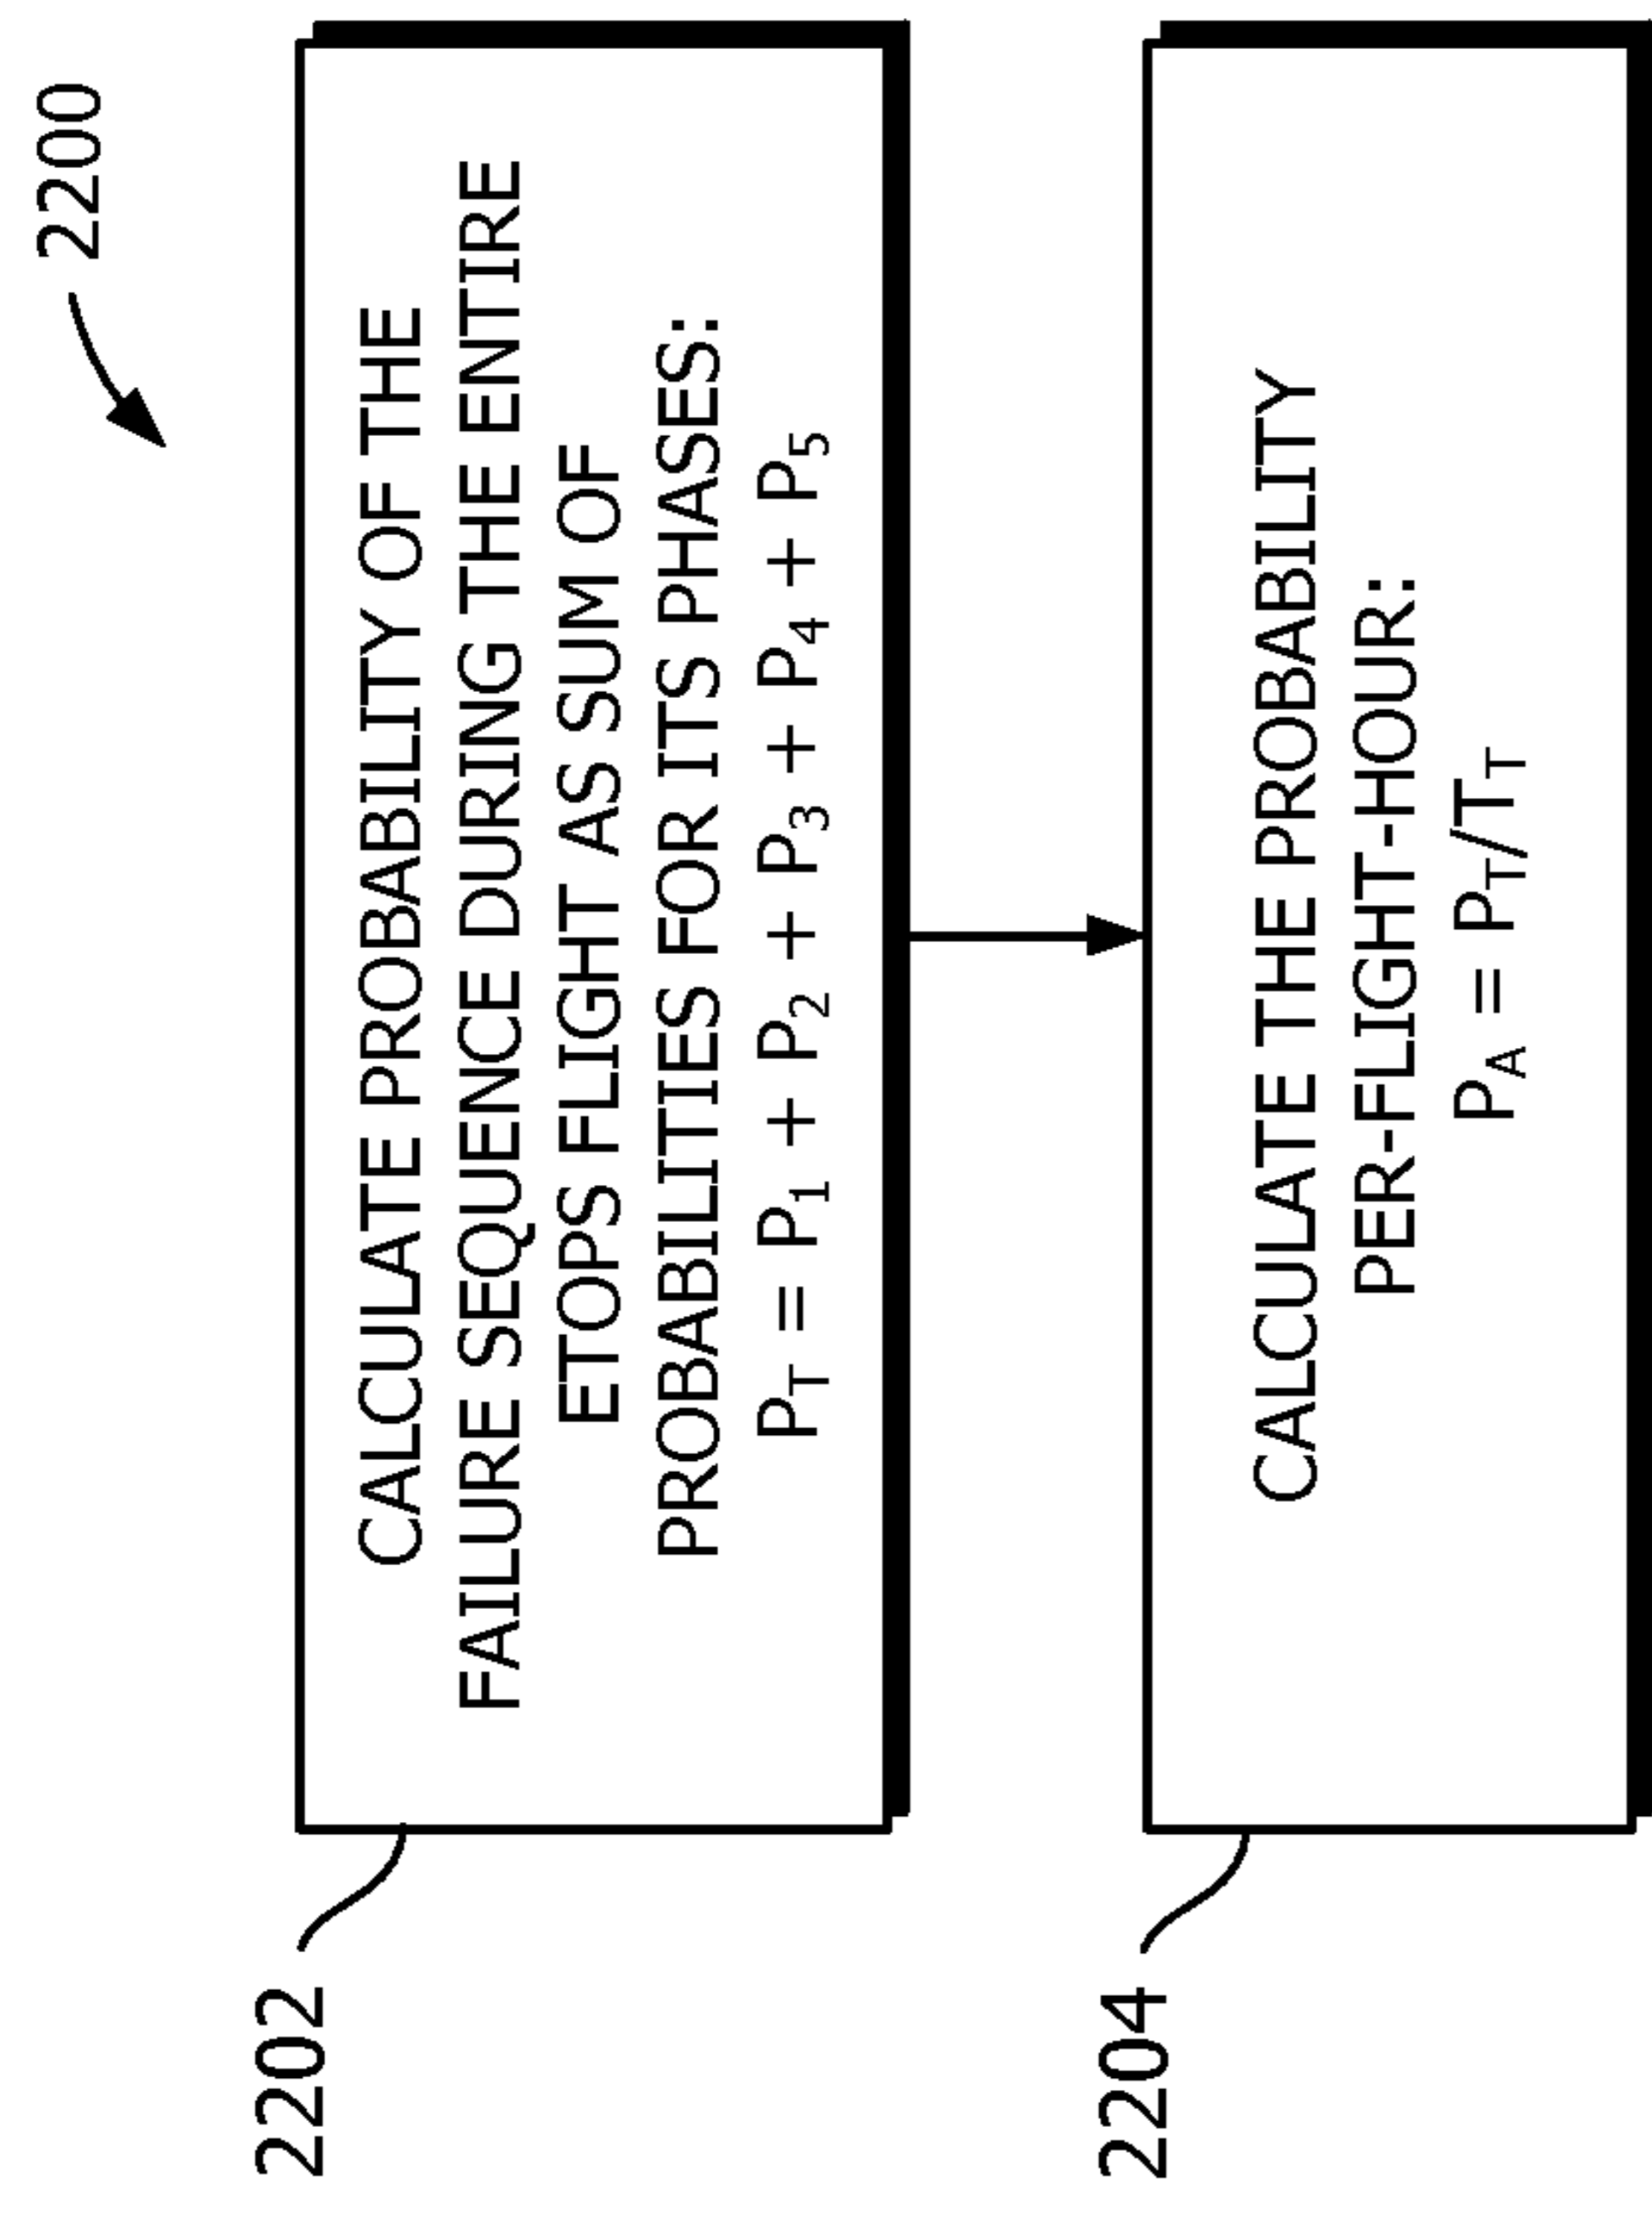 2200
2202
CALCULATE PROBABILITY OF THE
FAILURE SEQUENCE DURING THE ENTIRE
ETOPS FLIGHT AS SUM OF
PROBABILITIES FOR ITS PHASES:
P_T = P_1 + P_2 + P_3 + P_4 + P_5
2204
CALCULATE THE PROBABILITY
PER-FLIGHT-HOUR:
P_A = P_T/T_T